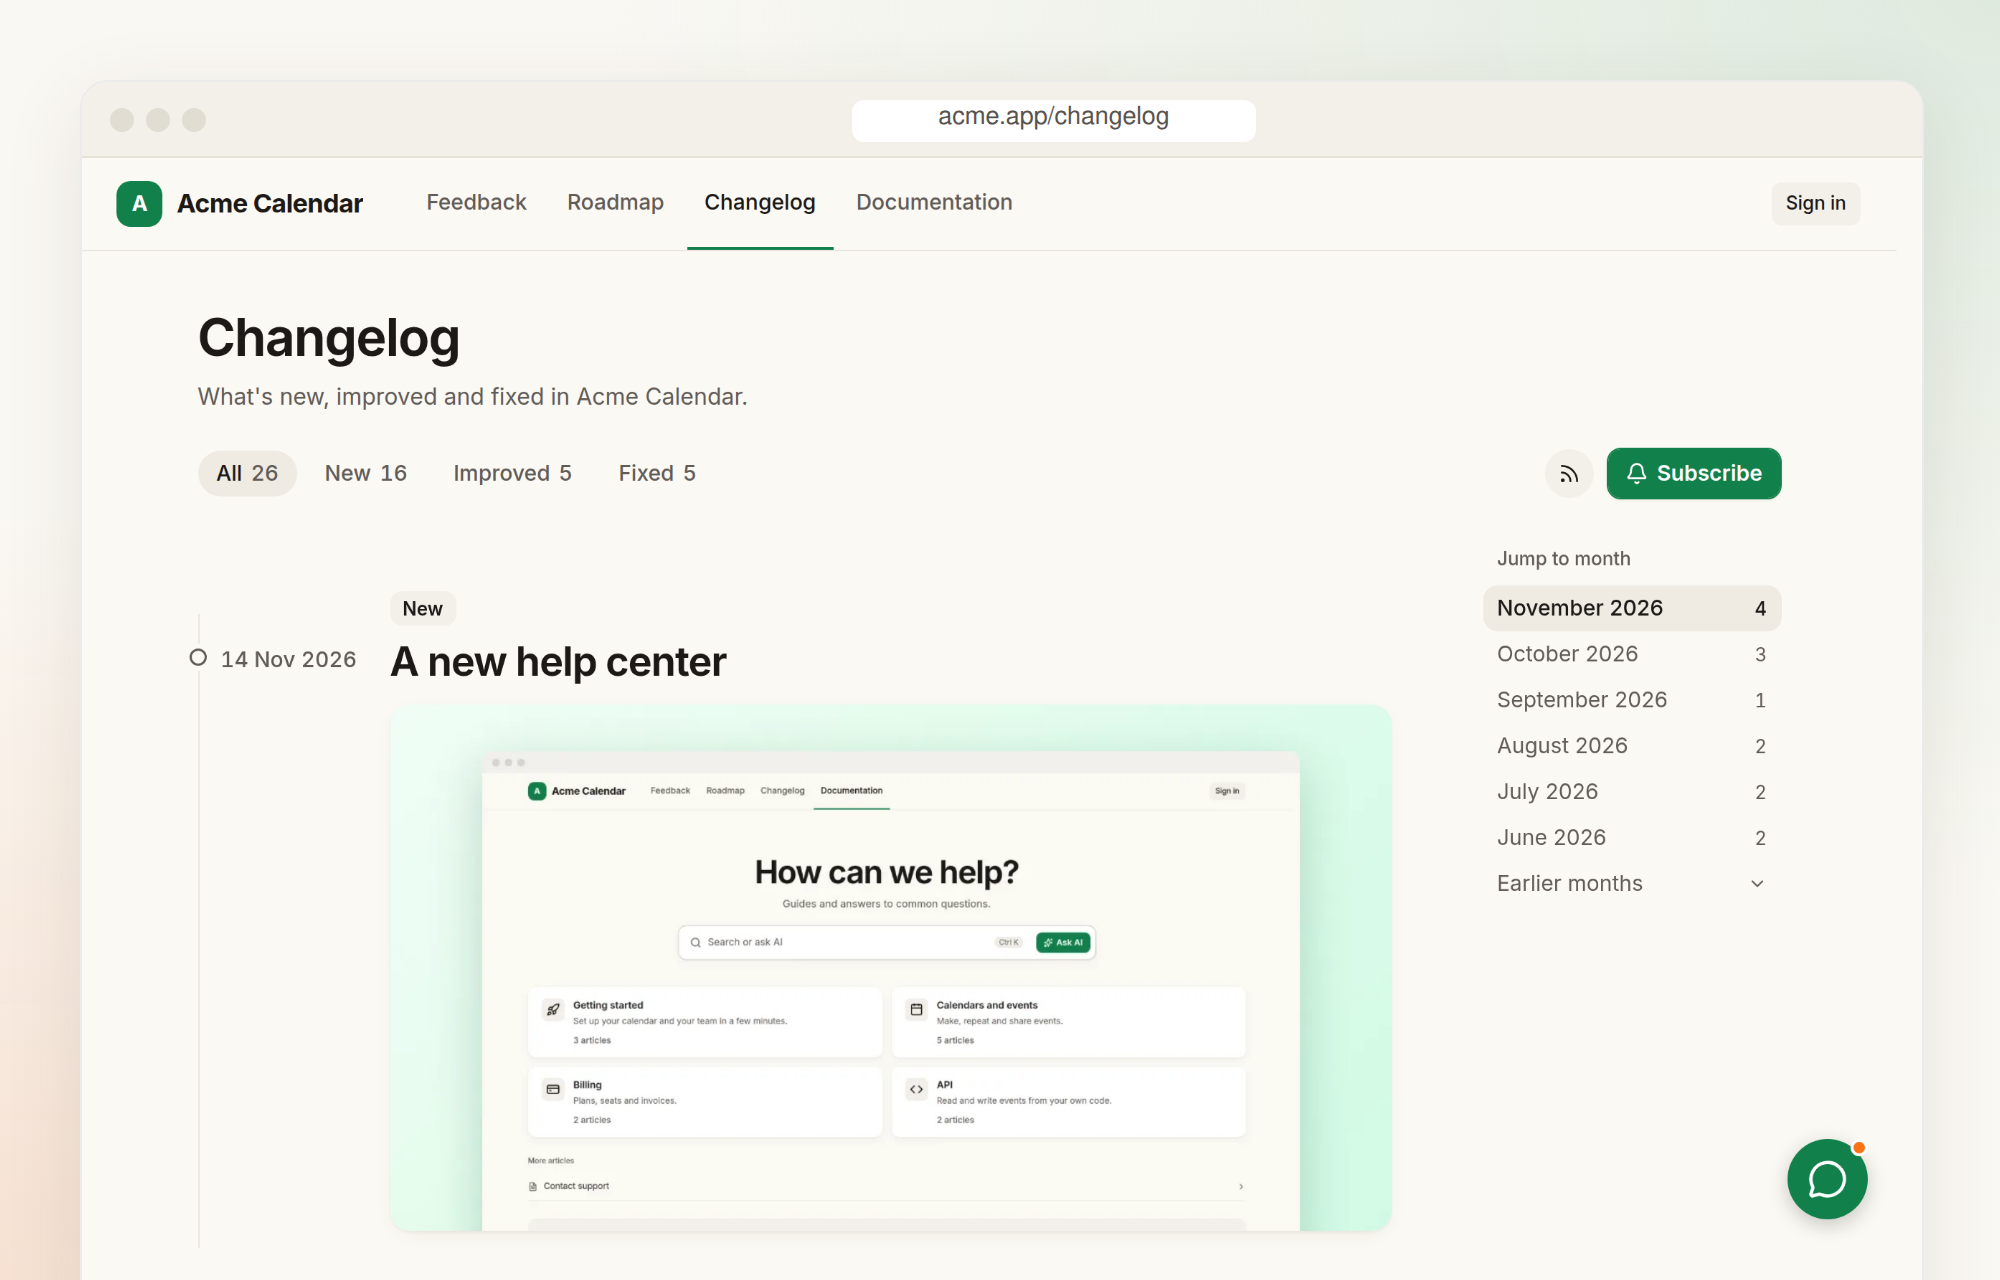 acme.app/changelog
A Acme Calendar Feedback Roadmap Changelog Documentation Sign in
Changelog
What's new, improved and fixed in Acme Calendar.
All 26 New 16 Improved 5 Fixed 5 Subscribe
Jump to month
November 2026 4
October 2026 3
September 2026 1
August 2026 2
July 2026 2
June 2026 2
Earlier months
New
14 Nov 2026 A new help center
A Acme Calendar Feedback Roadmap Changelog Documentation Sign in
How can we help?
Guides and answers to common questions.
Search or ask AI Ctrl K Ask AI
Getting started
Set up your calendar and your team in a few minutes.
3 articles
Calendars and events
Make, repeat and share events.
5 articles
Billing
Plans, seats and invoices.
2 articles
API
Read and write events from your own code.
2 articles
More articles
Contact support